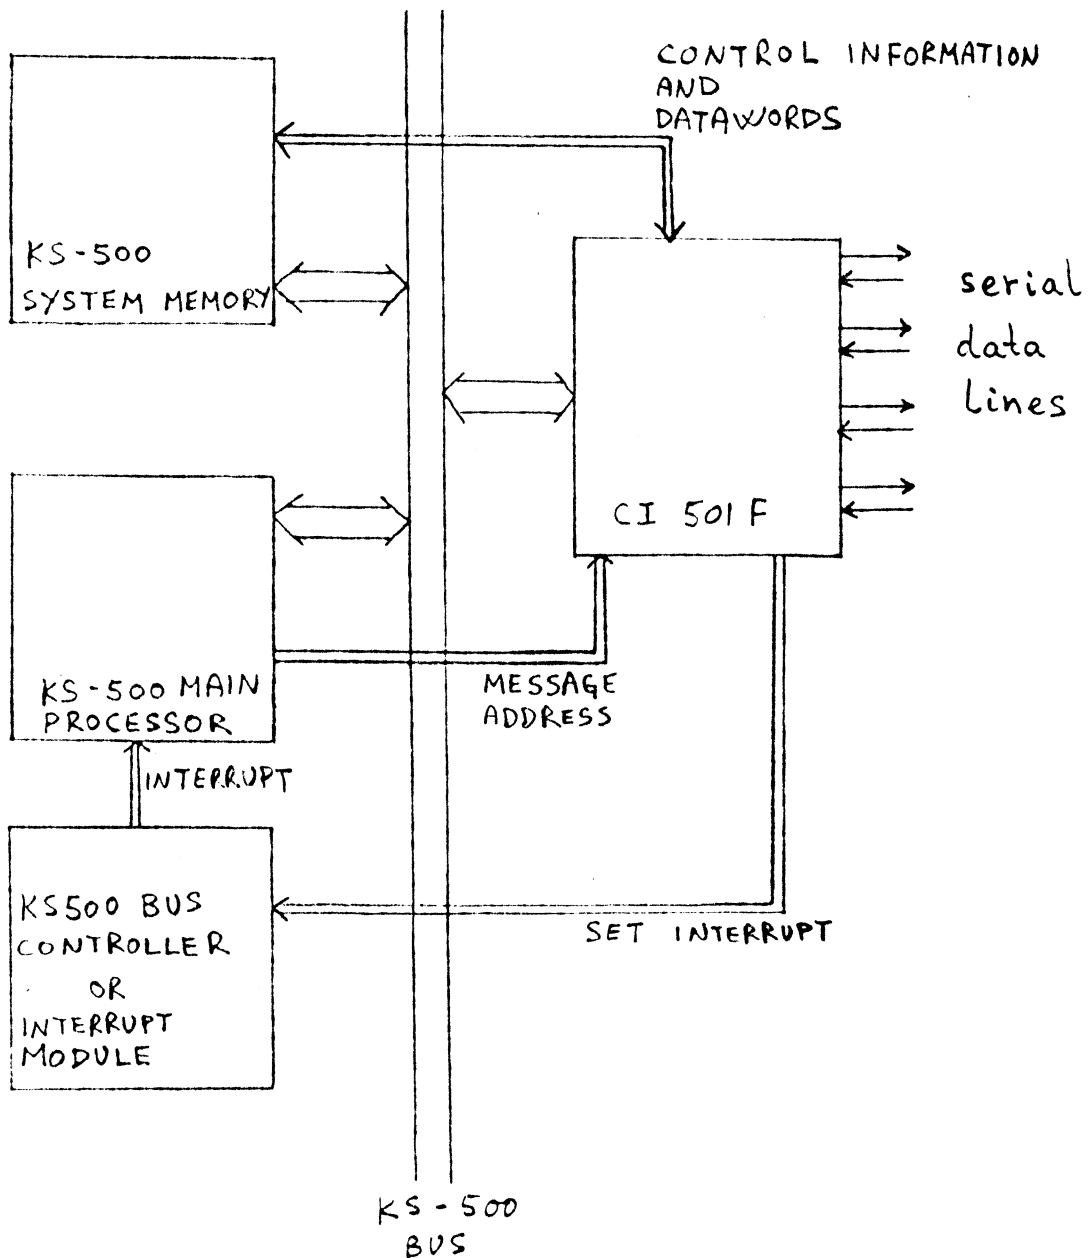 CONTROL INFORMATION
AND
DATAWORDS
KS-500
SYSTEM MEMORY
serial
data
lines
CI 501F
KS-500 MAIN
PROCESSOR
MESSAGE
ADDRESS
INTERRUPT
KS500 BUS
CONTROLLER
OR
INTERRUPT
MODULE
SET INTERRUPT
KS-500
BUS